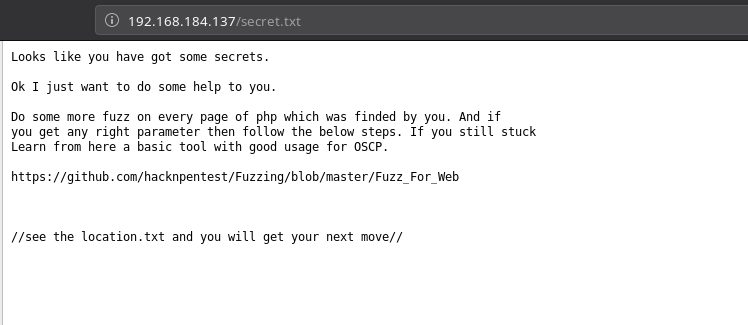 192.168.184.137/secret.txt
Looks like you have got some secrets.
Ok I just want to do some help to you.
Do some more fuzz on every page of php which was finded by you. And if
you get any right parameter then follow the below steps. If you still stuck
Learn from here a basic tool with good usage for OSCP.
https://github.com/hacknpentest/Fuzzing/blob/master/Fuzz_For_Web
//see the location.txt and you will get your next move//